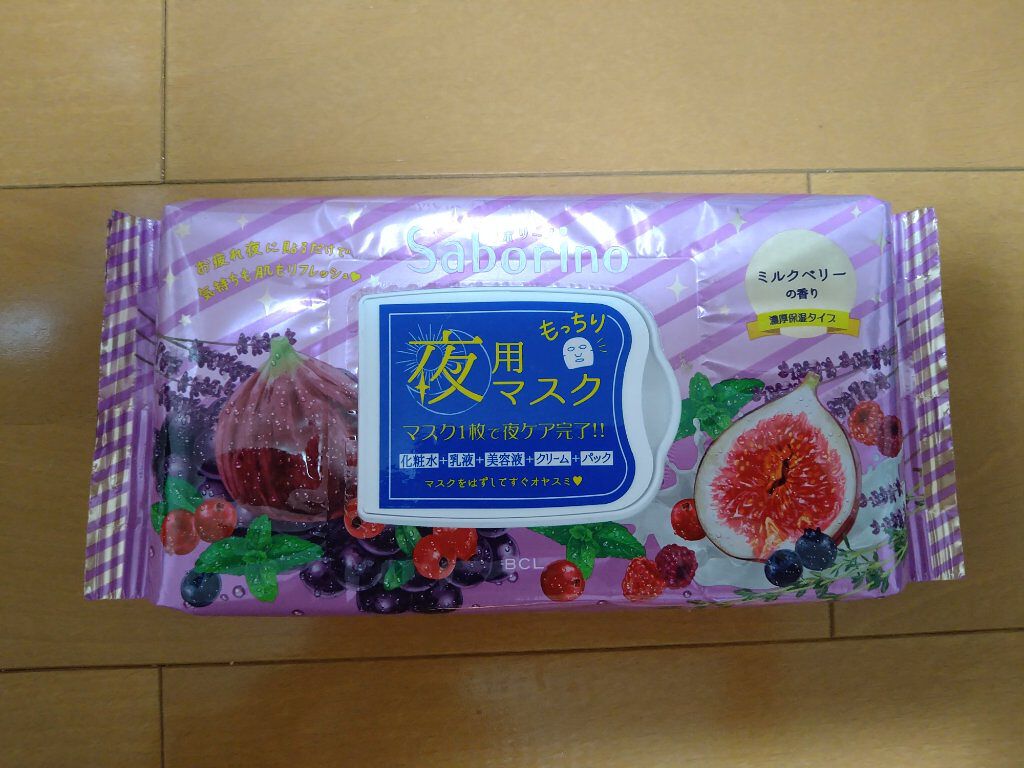 お疲れ夜に貼るだけで
気持ちも肌もリフレッシュ♥
Saborino
ミルクベリー
の香り
濃厚保湿タイプ
もっちり
夜用
マスク
マスク1枚で夜ケア完了!!
化粧水+乳液+美容液+クリーム+パック
マスクをはずしてすぐオヤスミ♥
BCL